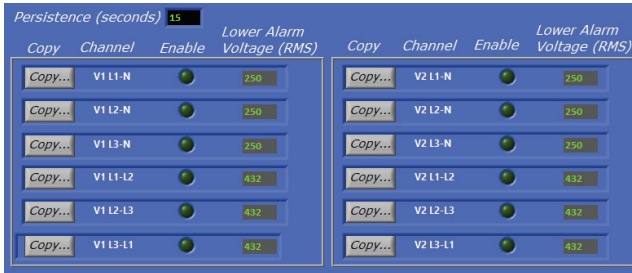 Persistence (seconds) 15
Copy Channel Enable Lower Alarm Voltage (RMS)
Copy... V1 L1-N 250
Copy... V1 L2-N 250
Copy... V1 L3-N 250
Copy... V1 L1-L2 432
Copy... V1 L2-L3 432
Copy... V1 L3-L1 432
Copy Channel Enable Lower Alarm Voltage (RMS)
Copy... V2 L1-N 250
Copy... V2 L2-N 250
Copy... V2 L3-N 250
Copy... V2 L1-L2 432
Copy... V2 L2-L3 432
Copy... V2 L3-L1 432